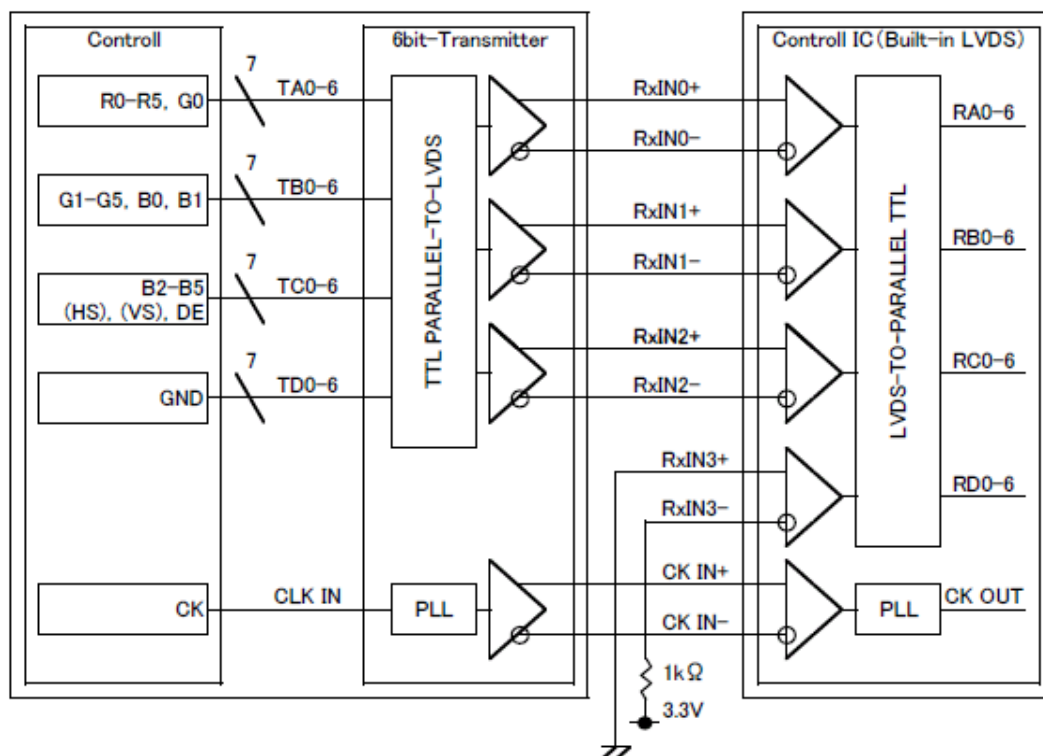 Controll
6bit-Transmitter
Controll IC(Built-in LVDS)
R0-R5, G0
7
TA0-6
RxIN0+
RxIN0-
RA0-6
G1-G5, B0, B1
7
TB0-6
RxIN1+
RxIN1-
RB0-6
B2-B5
(HS), (VS), DE
7
TC0-6
RxIN2+
RxIN2-
RC0-6
GND
7
TD0-6
RxIN3+
RxIN3-
RD0-6
TTL PARALLEL-TO-LVDS
LVDS-TO-PARALLEL TTL
CK
CLK IN
PLL
CK IN+
CK IN-
PLL
CK OUT
1kΩ
3.3V